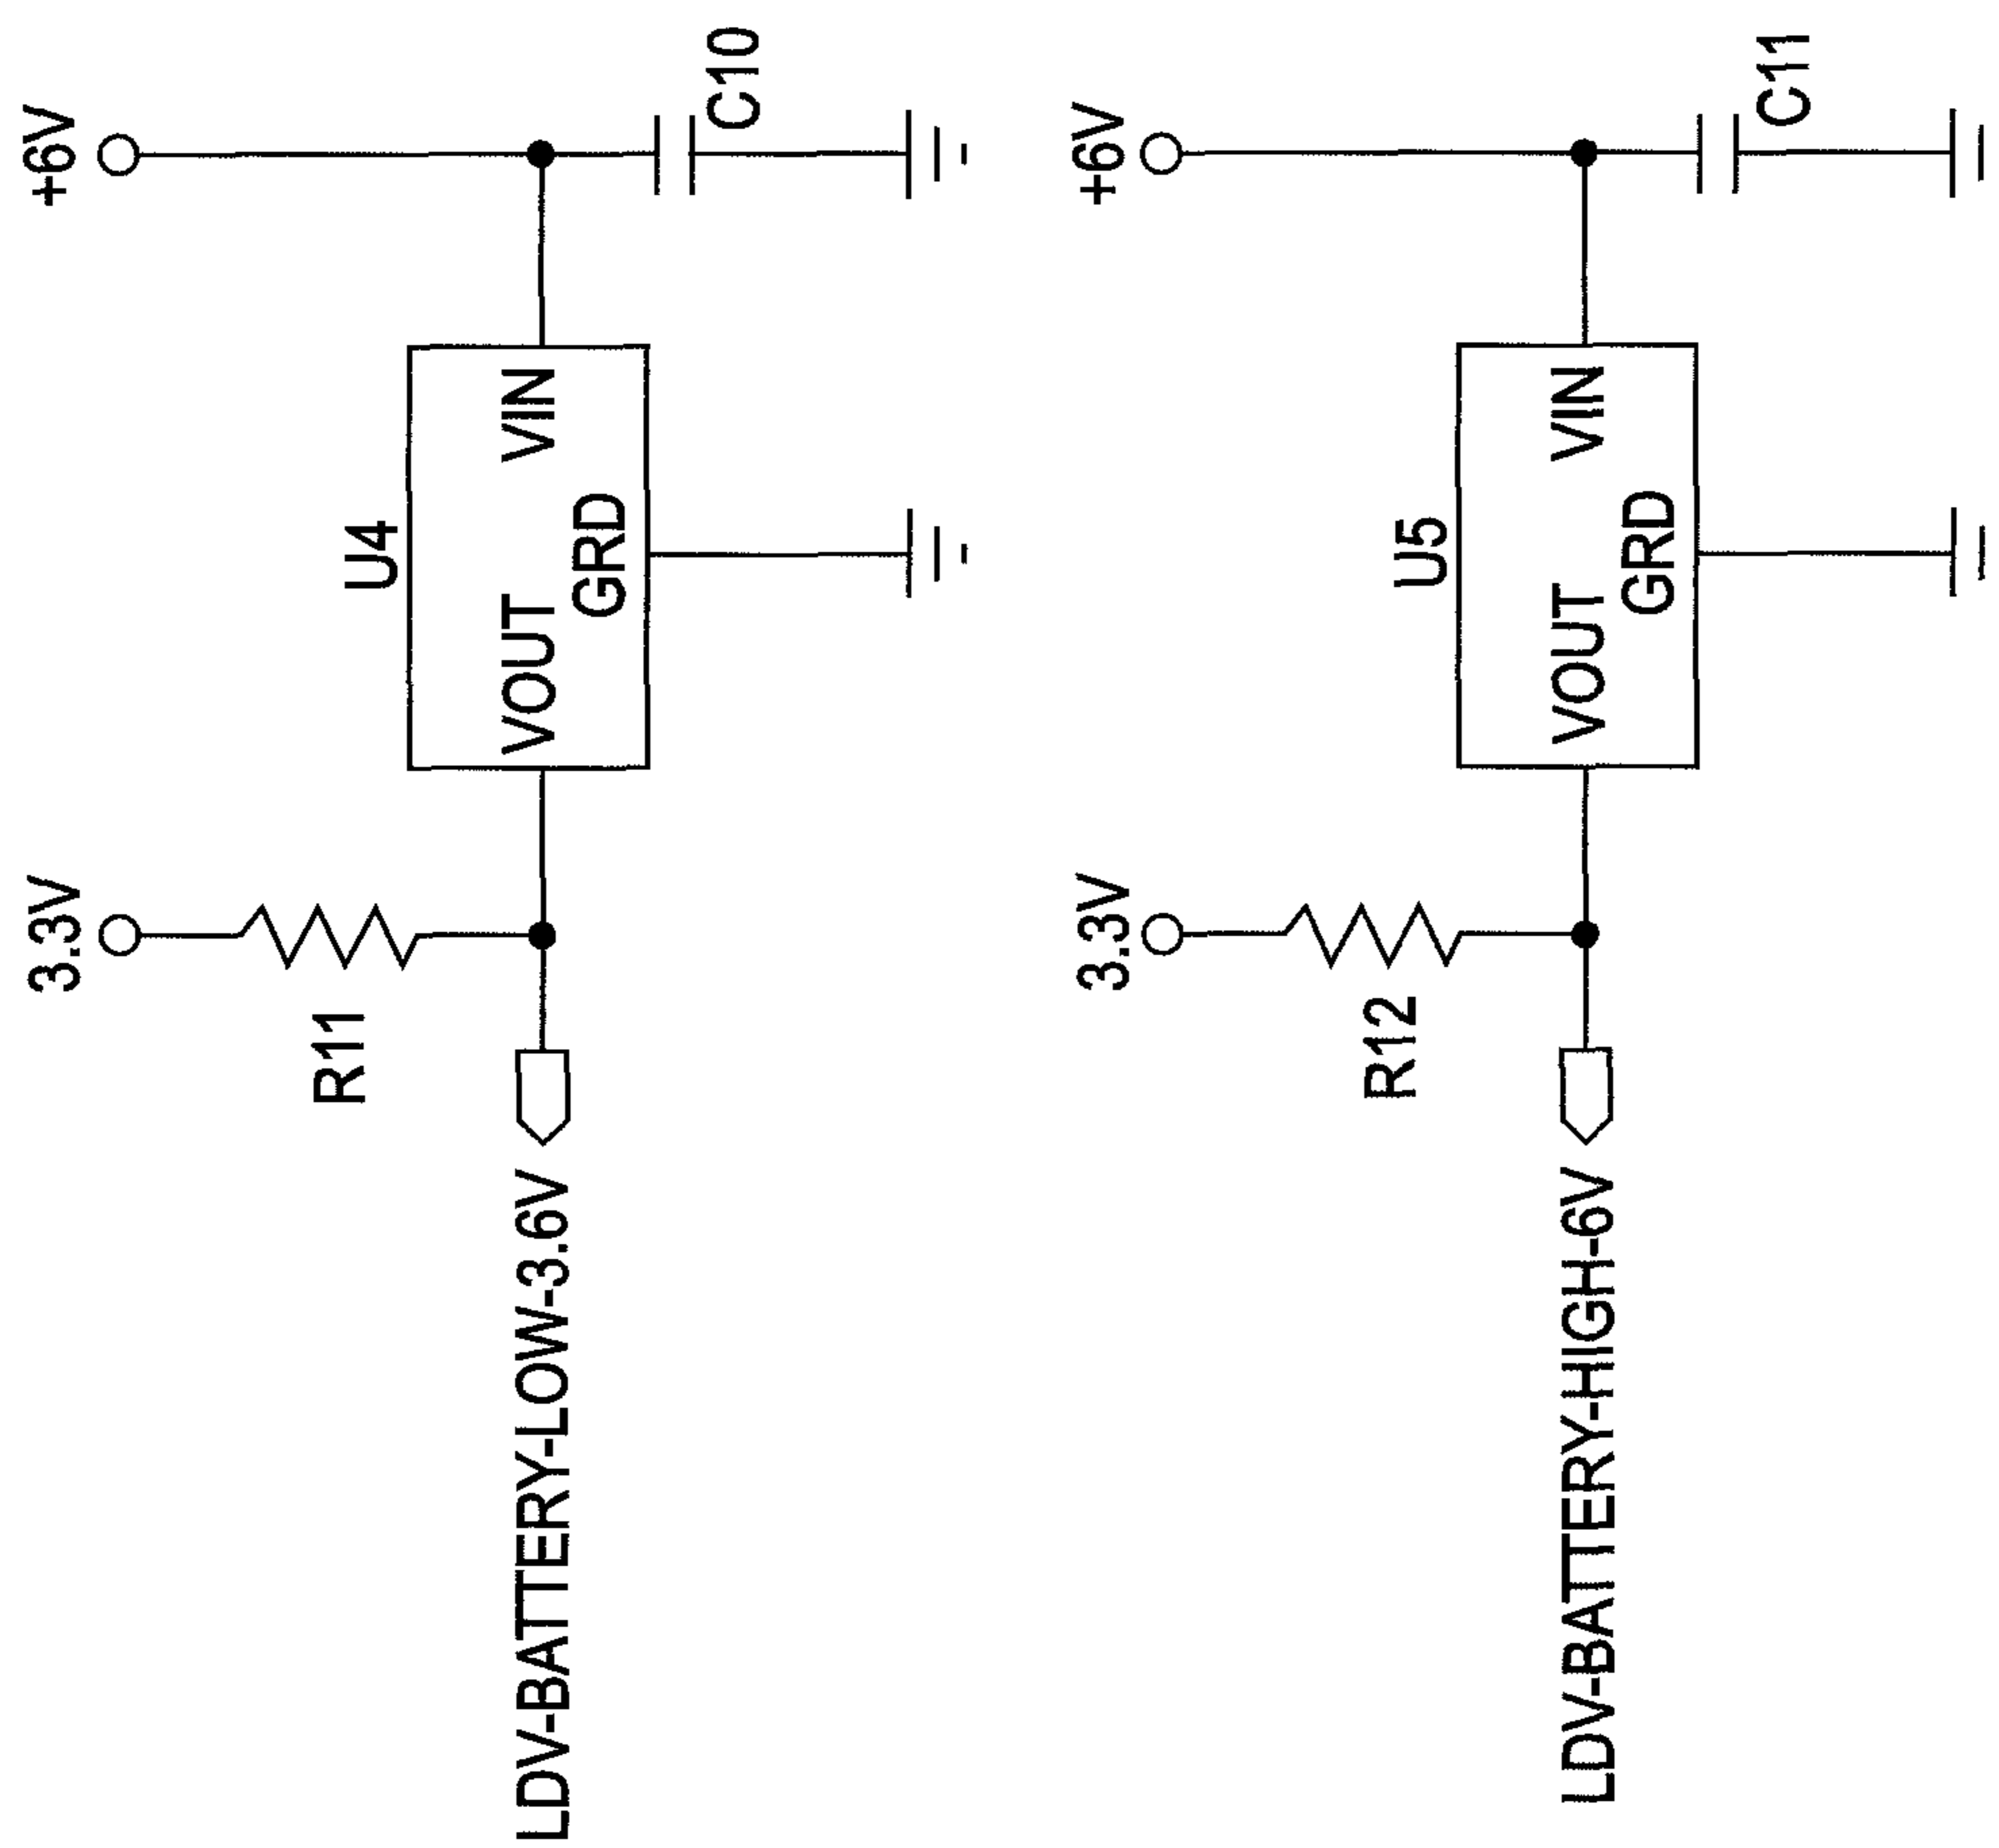 3.3V
+6V
R11
U4
LDV-BATTERY-LOW-3.6V
VOUT
VIN
GRD
C10
3.3V
+6V
R12
U5
LDV-BATTERY-HIGH-6V
VOUT
VIN
GRD
C11